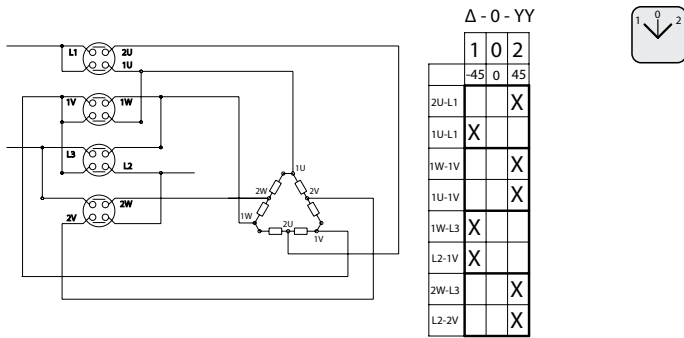 Δ - 0 - YY
1 0 2
-45 0 45
2U-L1 X
1U-L1 X
1W-1V X
1U-1V X
1W-L3 X
L2-1V X
2W-L3 X
L2-2V X
1 0 2
L1 2U
1U
1V 1W
L3
L2
2W
2V
1U
2W 2V
1W 2U
1V